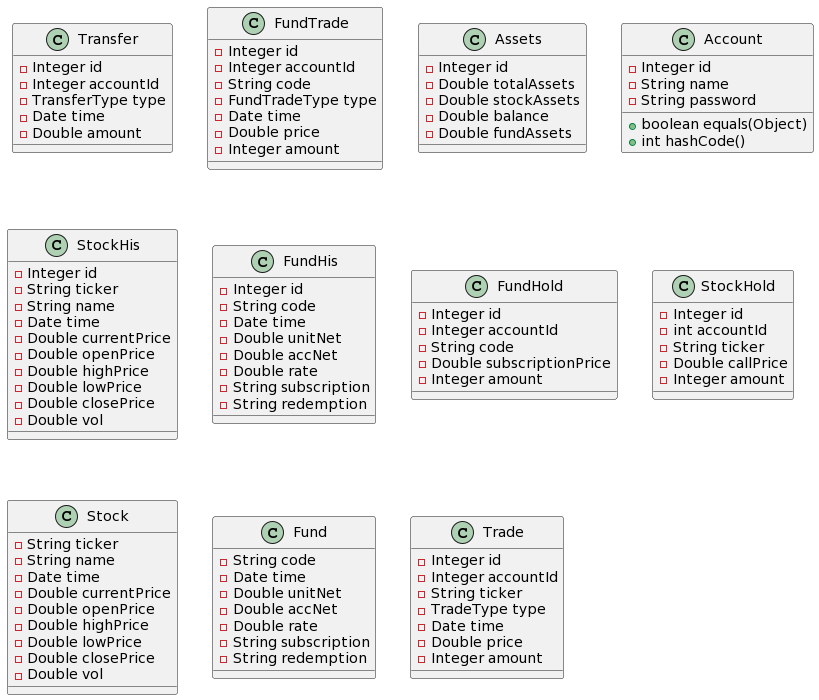 C Transfer
Integer id
Integer accountId
TransferType type
Date time
Double amount
C FundTrade
Integer id
Integer accountId
String code
FundTradeType type
Date time
Double price
Integer amount
C Assets
Integer id
Double totalAssets
Double stockAssets
Double balance
Double fundAssets
C Account
Integer id
String name
String password
boolean equals(Object)
int hashCode()
C StockHis
Integer id
String ticker
String name
Date time
Double currentPrice
Double openPrice
Double highPrice
Double lowPrice
Double closePrice
Double vol
C FundHis
Integer id
String code
Date time
Double unitNet
Double accNet
Double rate
String subscription
String redemption
C FundHold
Integer id
Integer accountId
String code
Double subscriptionPrice
Integer amount
C StockHold
Integer id
int accountId
String ticker
Double callPrice
Integer amount
C Stock
String ticker
String name
Date time
Double currentPrice
Double openPrice
Double highPrice
Double lowPrice
Double closePrice
Double vol
C Fund
String code
Date time
Double unitNet
Double accNet
Double rate
String subscription
String redemption
C Trade
Integer id
Integer accountId
String ticker
TradeType type
Date time
Double price
Integer amount